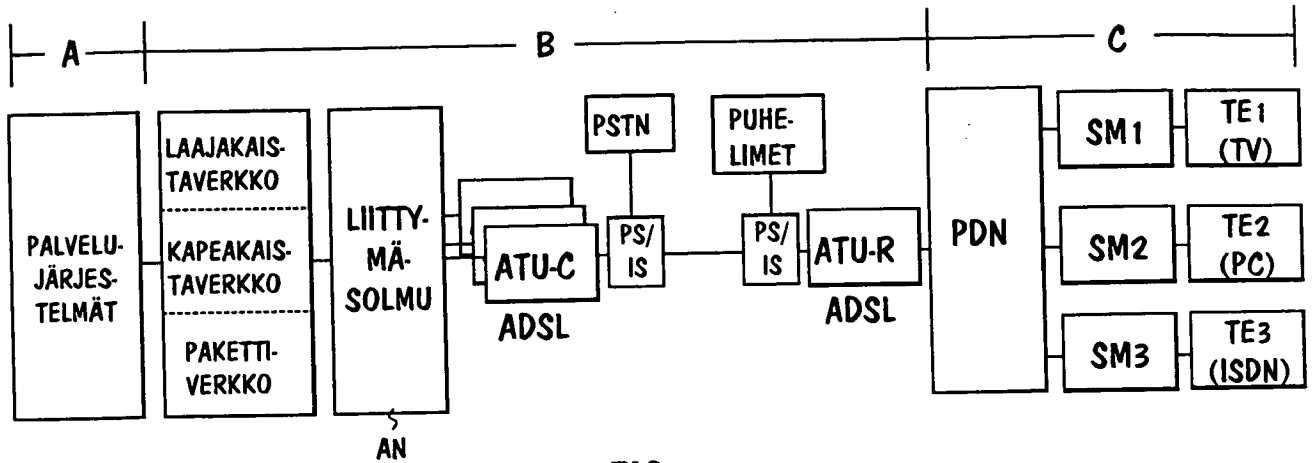 A
B
C
PALVELU-
JÄRJES-
TELMÄT
LAAJAKAIS-
TAVERKKO
KAPEAKAIS-
TAVERKKO
PAKETTI-
VERKKO
LIITTY-
MÄ-
SOLMU
AN
ATU-C
ADSL
PSTN
PS/
IS
PUHE-
LIMET
PS/
IS
ATU-R
ADSL
PDN
SM1
TE1
(TV)
SM2
TE2
(PC)
SM3
TE3
(ISDN)